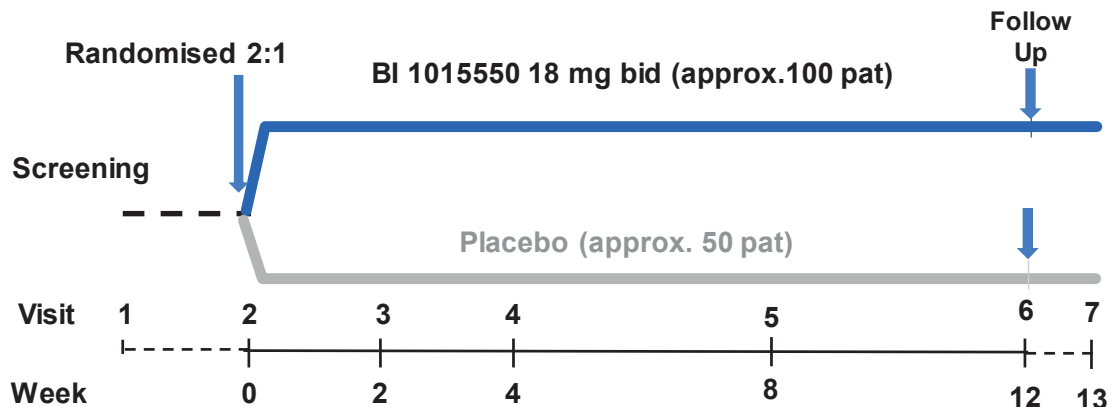 Follow
Up
Randomised 2:1
BI 1015550 18 mg bid (approx.100 pat)
Screening
Placebo (approx. 50 pat)
Visit 1 2 3 4 5 6 7
Week 0 2 4 8 12 13